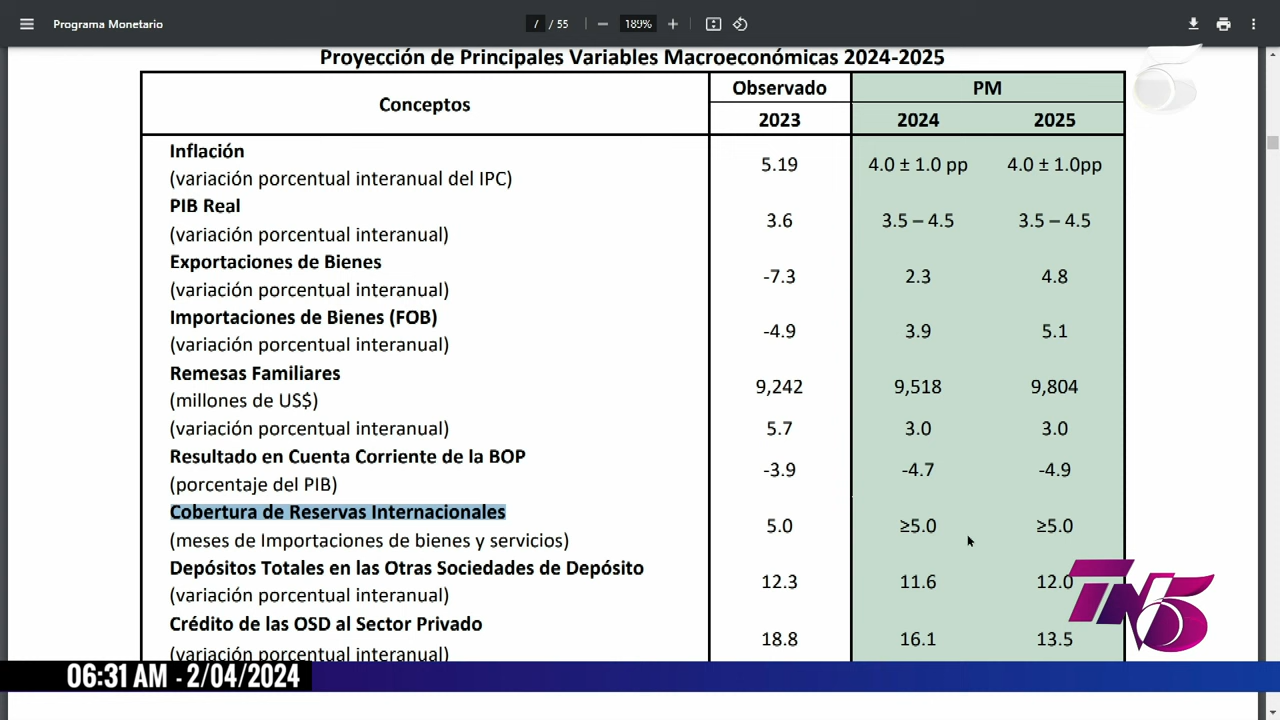 Programa Monetario
7 / 55
189%
Proyección de Principales Variables Macroeconómicas 2024-2025
Conceptos
Observado
PM
2023
2024
2025
Inflación
(variación porcentual interanual del IPC)
5.19
4.0 ± 1.0 pp
4.0 ± 1.0pp
PIB Real
(variación porcentual interanual)
3.6
3.5 – 4.5
3.5 – 4.5
Exportaciones de Bienes
(variación porcentual interanual)
-7.3
2.3
4.8
Importaciones de Bienes (FOB)
(variación porcentual interanual)
-4.9
3.9
5.1
Remesas Familiares
(millones de US$)
9,242
9,518
9,804
(variación porcentual interanual)
5.7
3.0
3.0
Resultado en Cuenta Corriente de la BOP
(porcentaje del PIB)
-3.9
-4.7
-4.9
Cobertura de Reservas Internacionales
(meses de Importaciones de bienes y servicios)
5.0
≥5.0
≥5.0
Depósitos Totales en las Otras Sociedades de Depósito
(variación porcentual interanual)
12.3
11.6
12.0
Crédito de las OSD al Sector Privado
(variación porcentual interanual)
18.8
16.1
13.5
5
TN5
06:31 AM - 2/04/2024